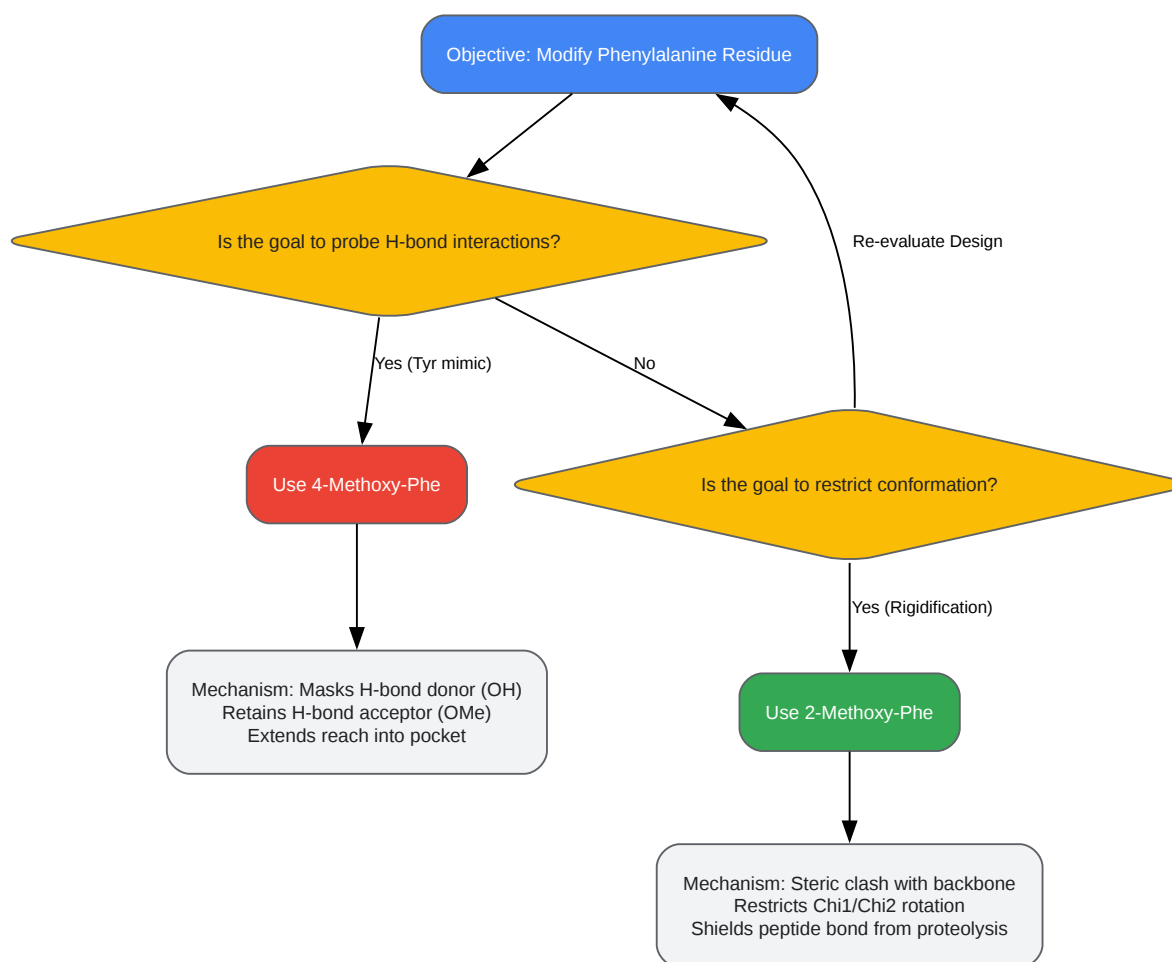 Objective: Modify Phenylalanine Residue
Is the goal to probe H-bond interactions?
Re-evaluate Design
Yes (Tyr mimic)
No
Use 4-Methoxy-Phe
Is the goal to restrict conformation?
Yes (Rigidification)
Mechanism: Masks H-bond donor (OH)
Retains H-bond acceptor (OMe)
Extends reach into pocket
Use 2-Methoxy-Phe
Mechanism: Steric clash with backbone
Restricts Chi1/Chi2 rotation
Shields peptide bond from proteolysis